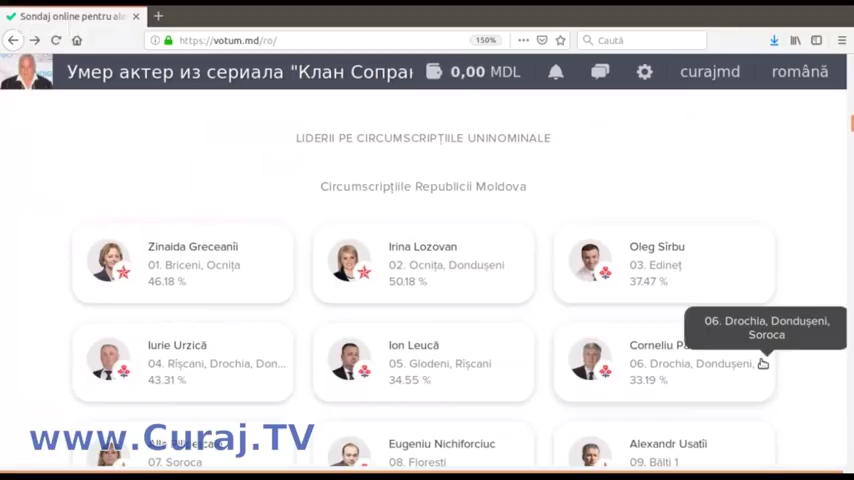 Sondaj online pentru ale
https://votum.md/ro/
150%
Caută
Умер актер из сериала "Клан Сопран
0,00 MDL
curajmd
română
LIDERII PE CIRCUMSCRIPȚIILE UNINOMINALE
Circumscripțiile Republicii Moldova
Zinaida Greceanîi
01. Briceni, Ocnița
46.18 %
Irina Lozovan
02. Ocnița, Dondușeni
50.18 %
Oleg Sîrbu
03. Edineț
37.47 %
06. Drochia, Dondușeni,
Soroca
Iurie Urzică
04. Rîșcani, Drochia, Don...
43.31 %
Ion Leucă
05. Glodeni, Rîșcani
34.55 %
Corneliu
06. Drochia, Dondușeni,
33.19 %
www.Curaj.TV
07. Soroca
Eugeniu Nichiforciuc
08. Florești
Alexandr Usatîi
09. Bălți 1